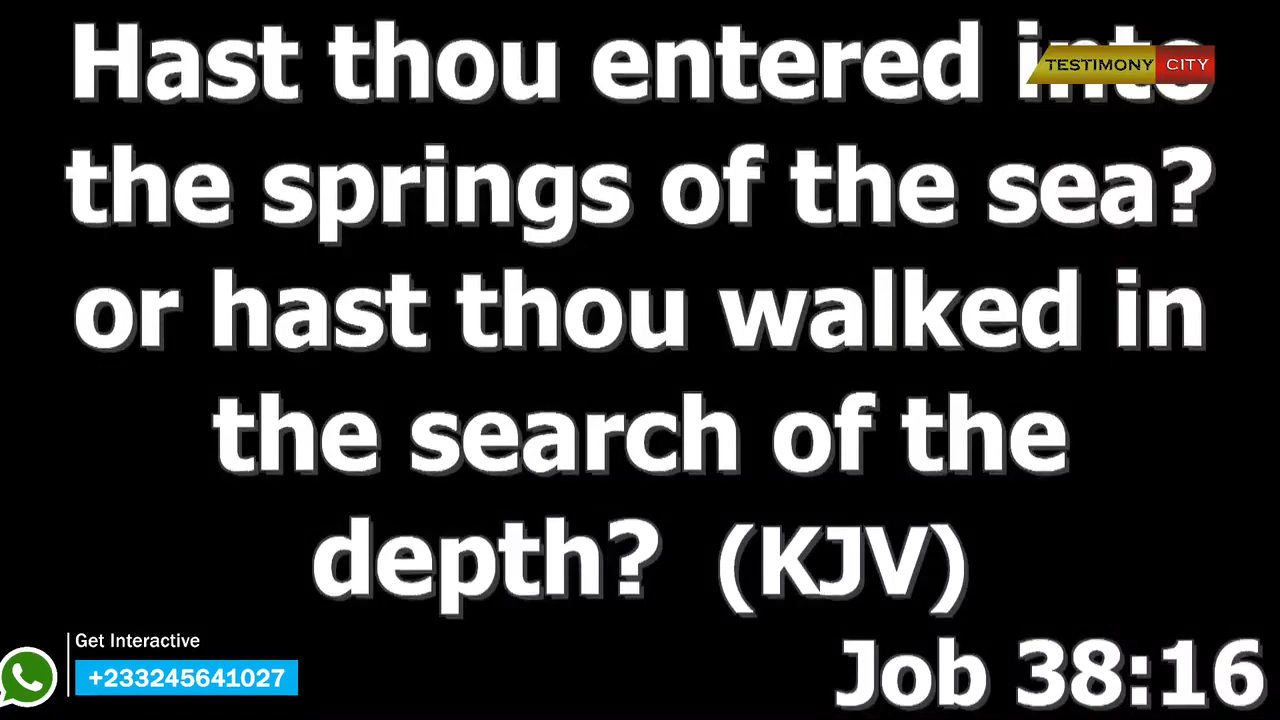 Hast thou entered into
TESTIMONY CITY
the springs of the sea?
or hast thou walked in
the search of the
depth? (KJV)
Get Interactive
+233245641027
Job 38:16